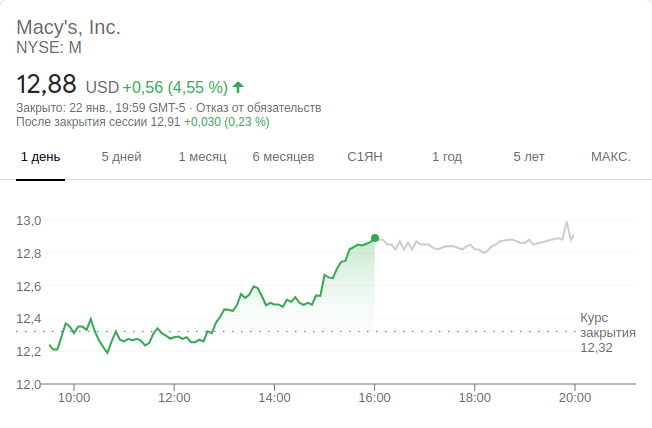 Macy's, Inc.
NYSE: M
12,88 USD +0,56 (4,55 %)
Закрыто: 22 янв., 19:59 GMT-5 · Отказ от обязательств
После закрытия сессии 12,91 +0,030 (0,23 %)
1 день 5 дней 1 месяц 6 месяцев С1ЯН 1 год 5 лет МАКС.
13,0
12,8
12,6
12,4
12,2
12,0
Курс
закрытия
12,32
10:00 12:00 14:00 16:00 18:00 20:00